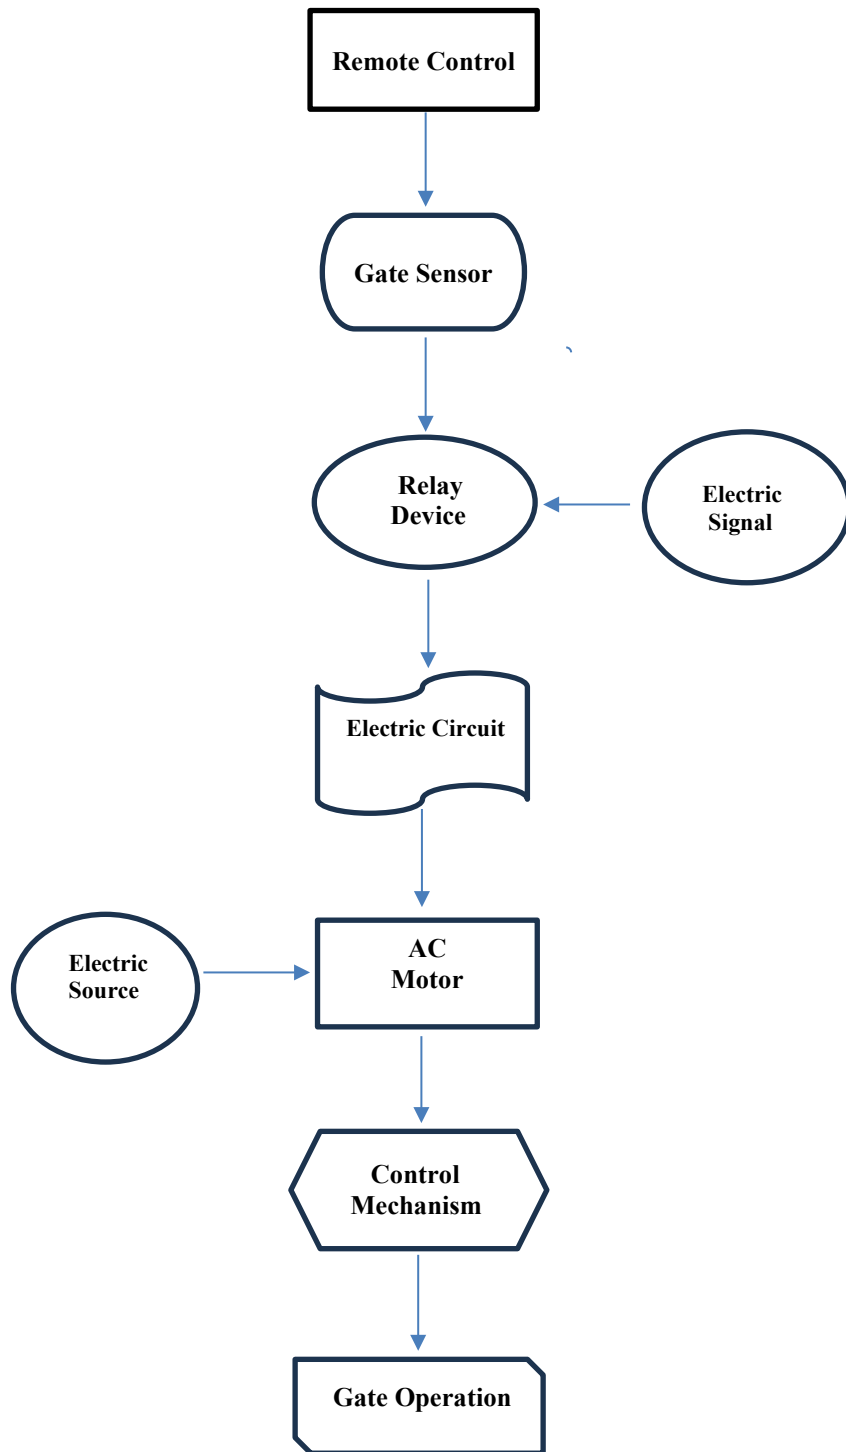 Remote Control
Gate Sensor
Relay
Device
Electric
Signal
Electric Circuit
AC
Motor
Electric
Source
Control
Mechanism
Gate Operation